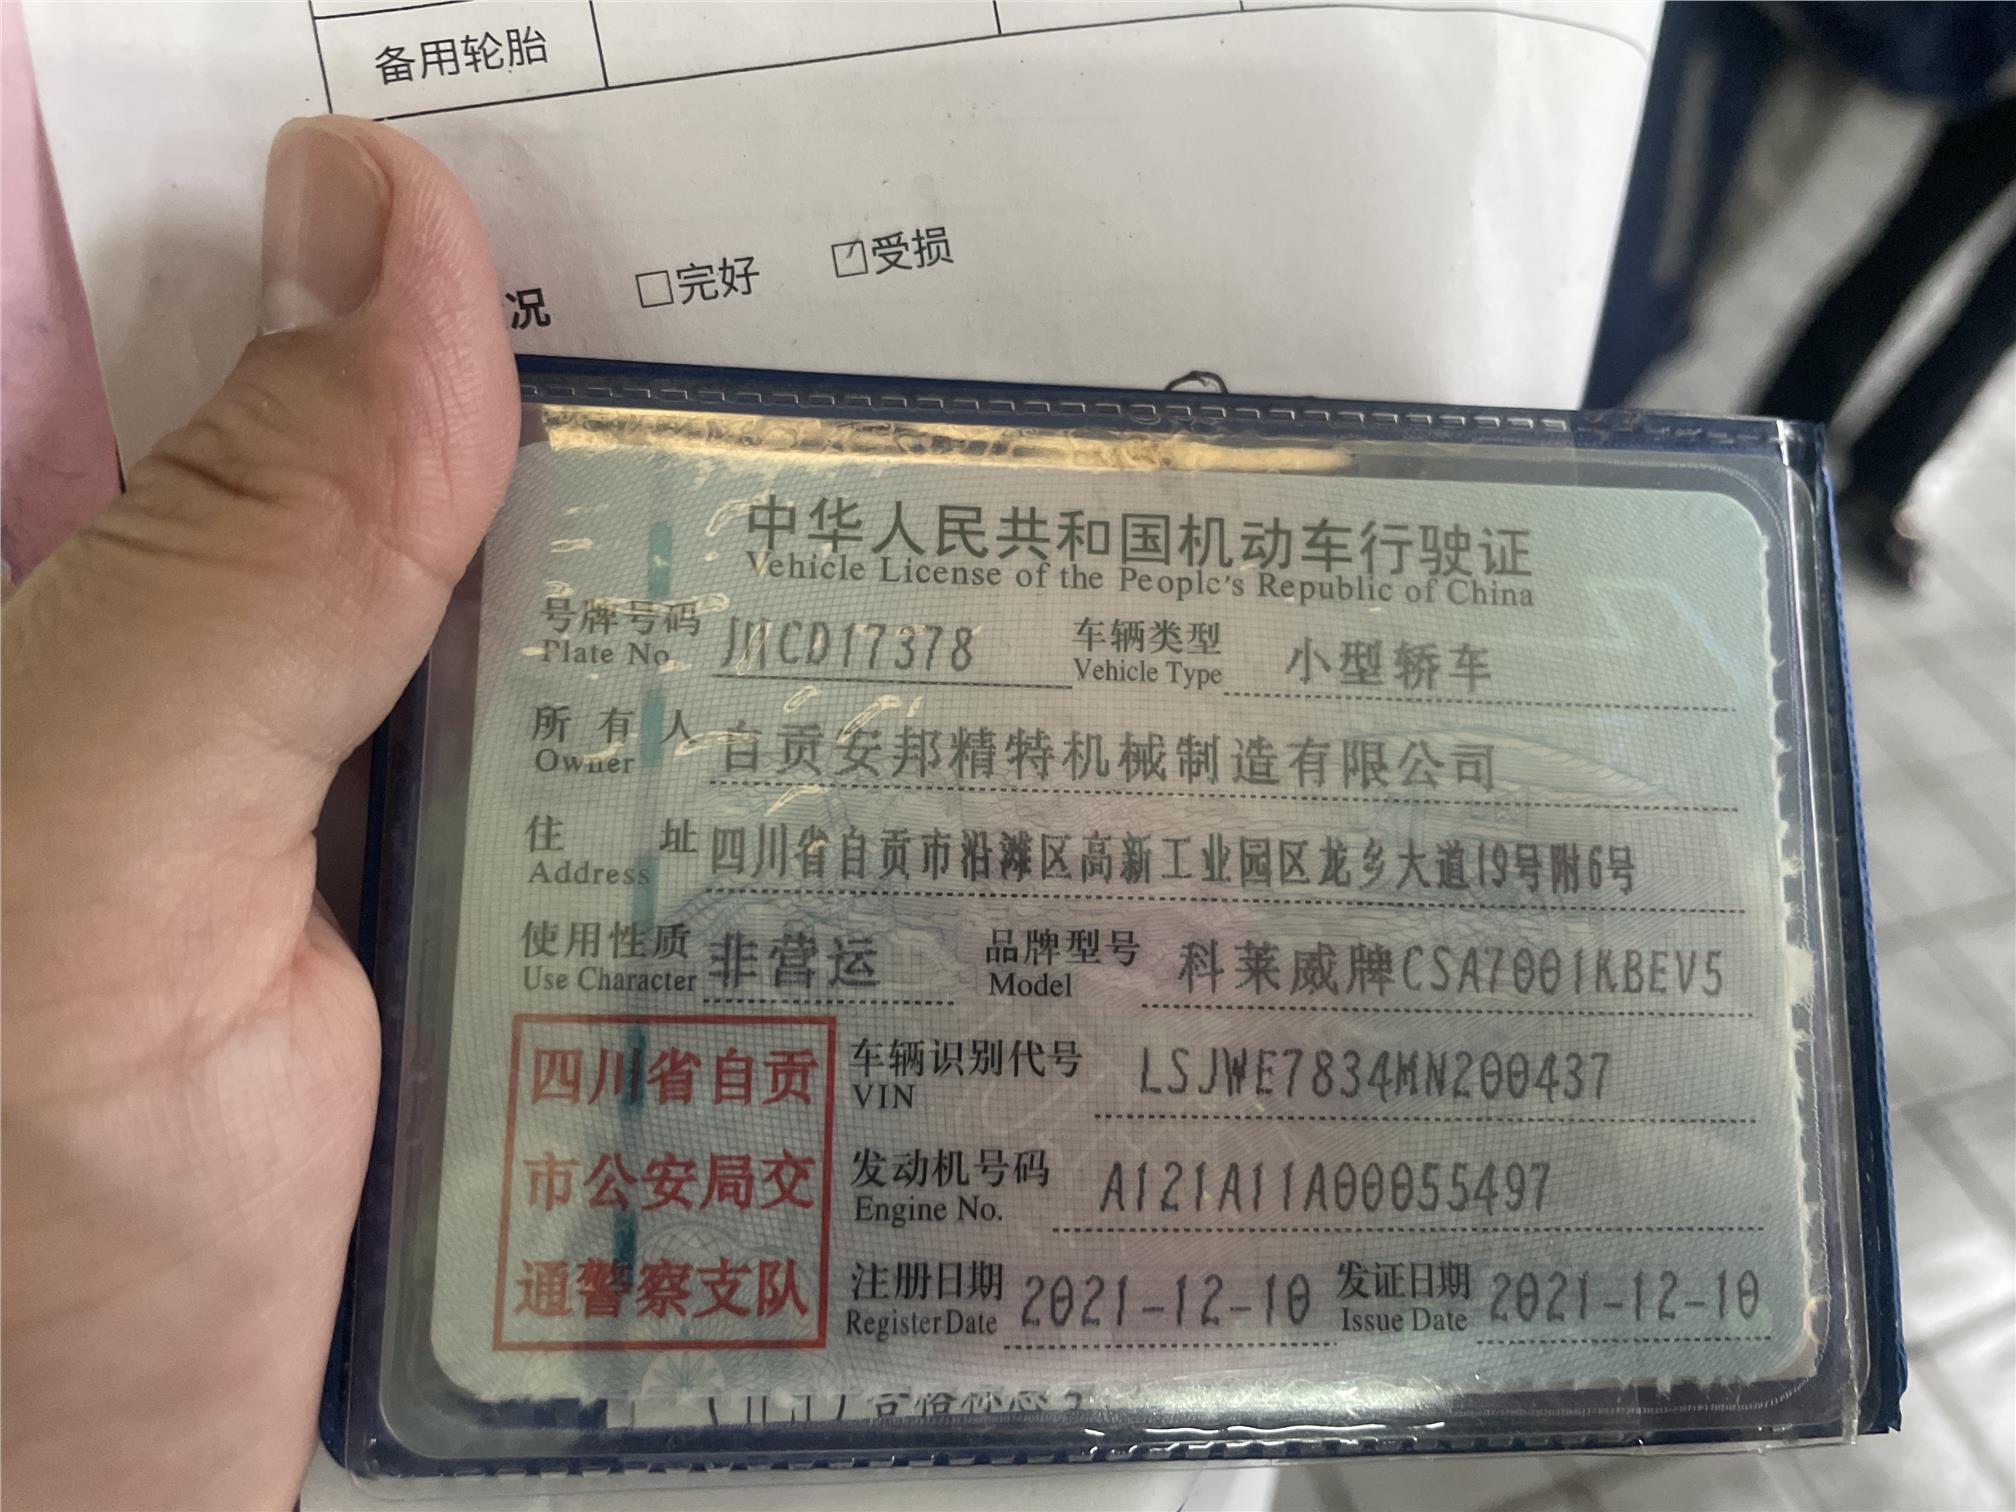 备用轮胎
况 □完好 ☑受损
中华人民共和国机动车行驶证
Vehicle License of the People's Republic of China
号牌号码 川CD17378 车辆类型 小型轿车
Plate No. Vehicle Type
所有人 自贡安邦精特机械制造有限公司
Owner
住址 四川省自贡市沿滩区高新工业园区龙乡大道19号附6号
Address
使用性质 非营运 品牌型号 科莱威牌CSA7001KBEV5
Use Character Model
四川省自贡
市公安局交
通警察支队
车辆识别代号 LSJWE7834MN200437
VIN
发动机号码 A121A11A00055497
Engine No.
注册日期 2021-12-10 发证日期 2021-12-10
Register Date Issue Date